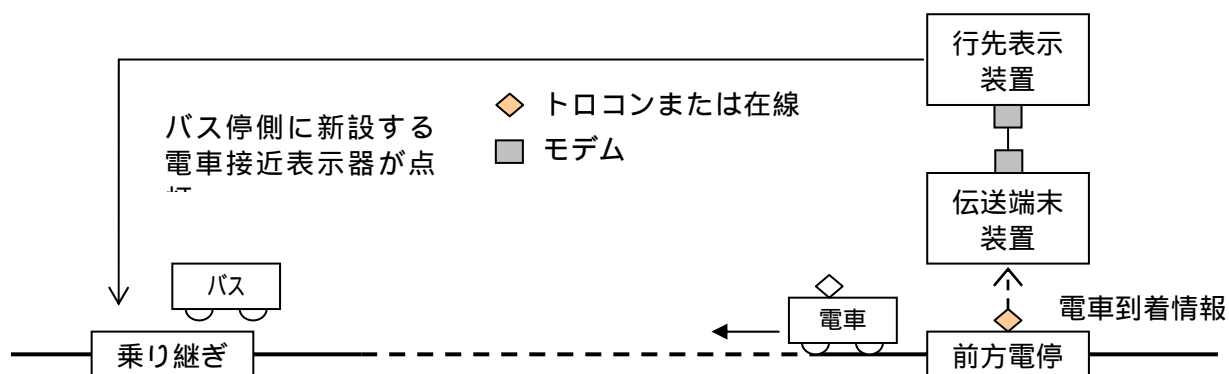 行先表示
装置
トロコンまたは在線
モデム
バス停側に新設する
電車接近表示器が点
伝送端末
装置
バス
電車
電車到着情報
乗り継ぎ
前方電停